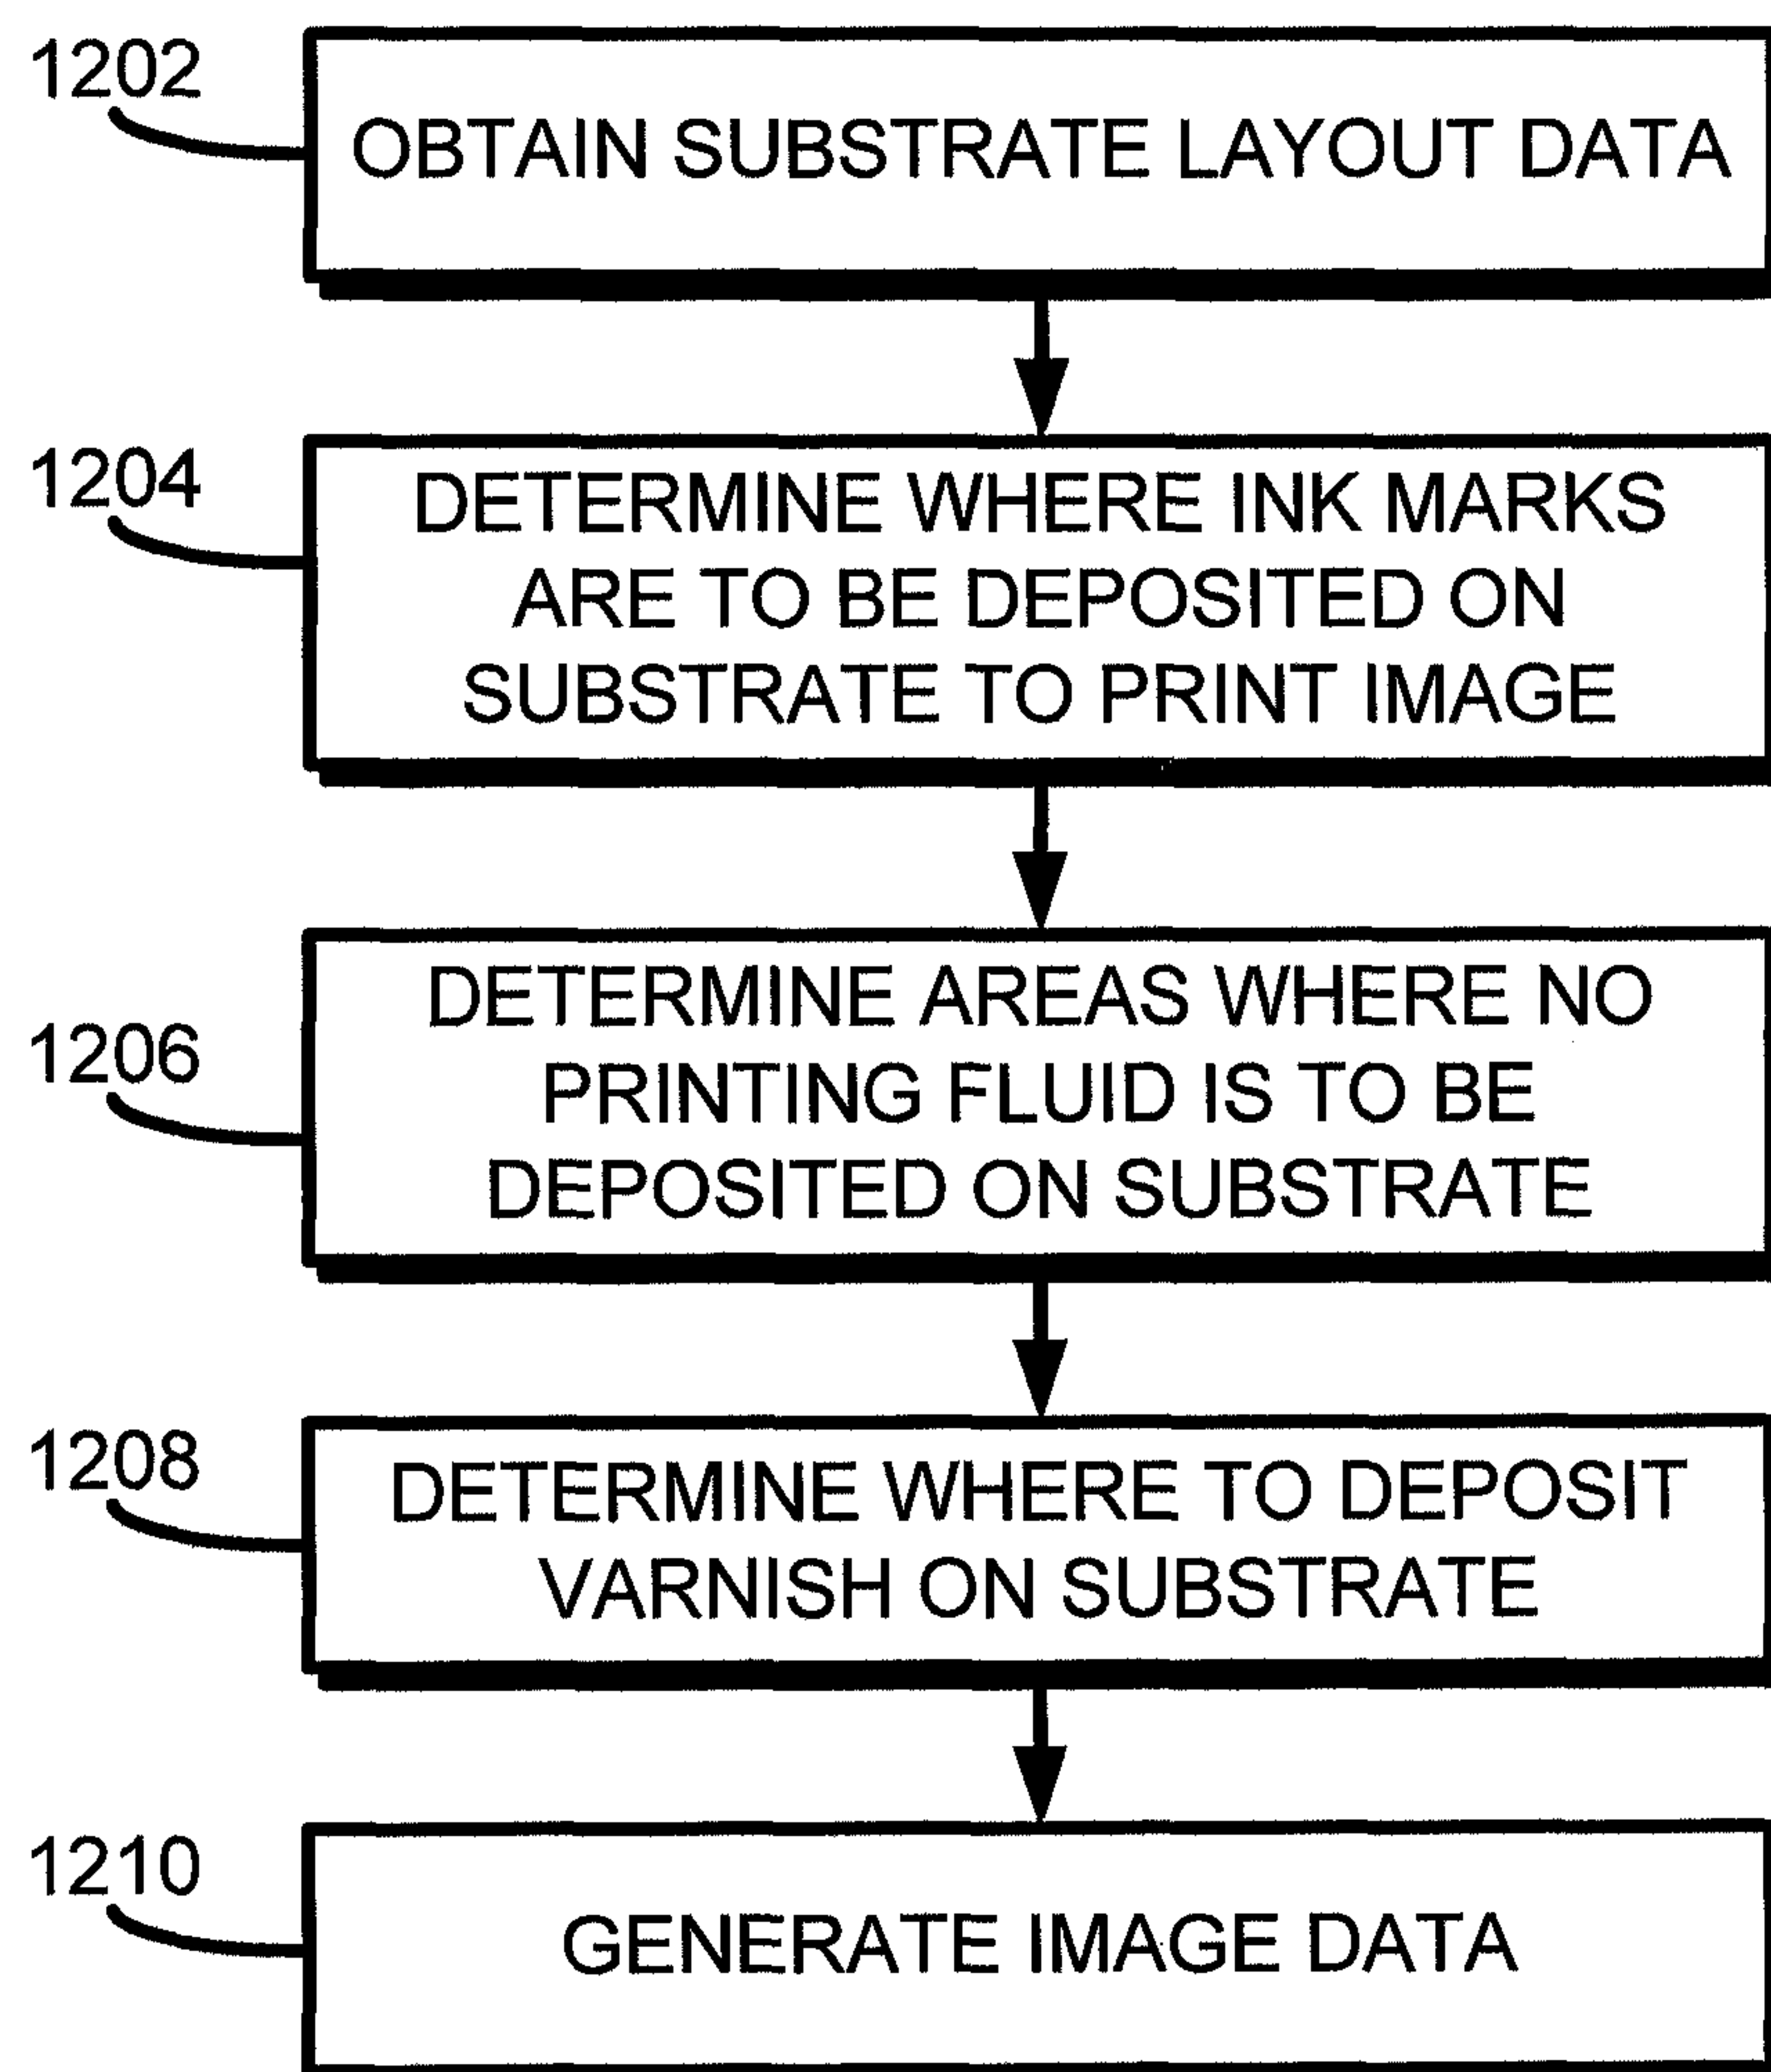 1202
OBTAIN SUBSTRATE LAYOUT DATA
1204
DETERMINE WHERE INK MARKS
ARE TO BE DEPOSITED ON
SUBSTRATE TO PRINT IMAGE
1206
DETERMINE AREAS WHERE NO
PRINTING FLUID IS TO BE
DEPOSITED ON SUBSTRATE
1208
DETERMINE WHERE TO DEPOSIT
VARNISH ON SUBSTRATE
1210
GENERATE IMAGE DATA